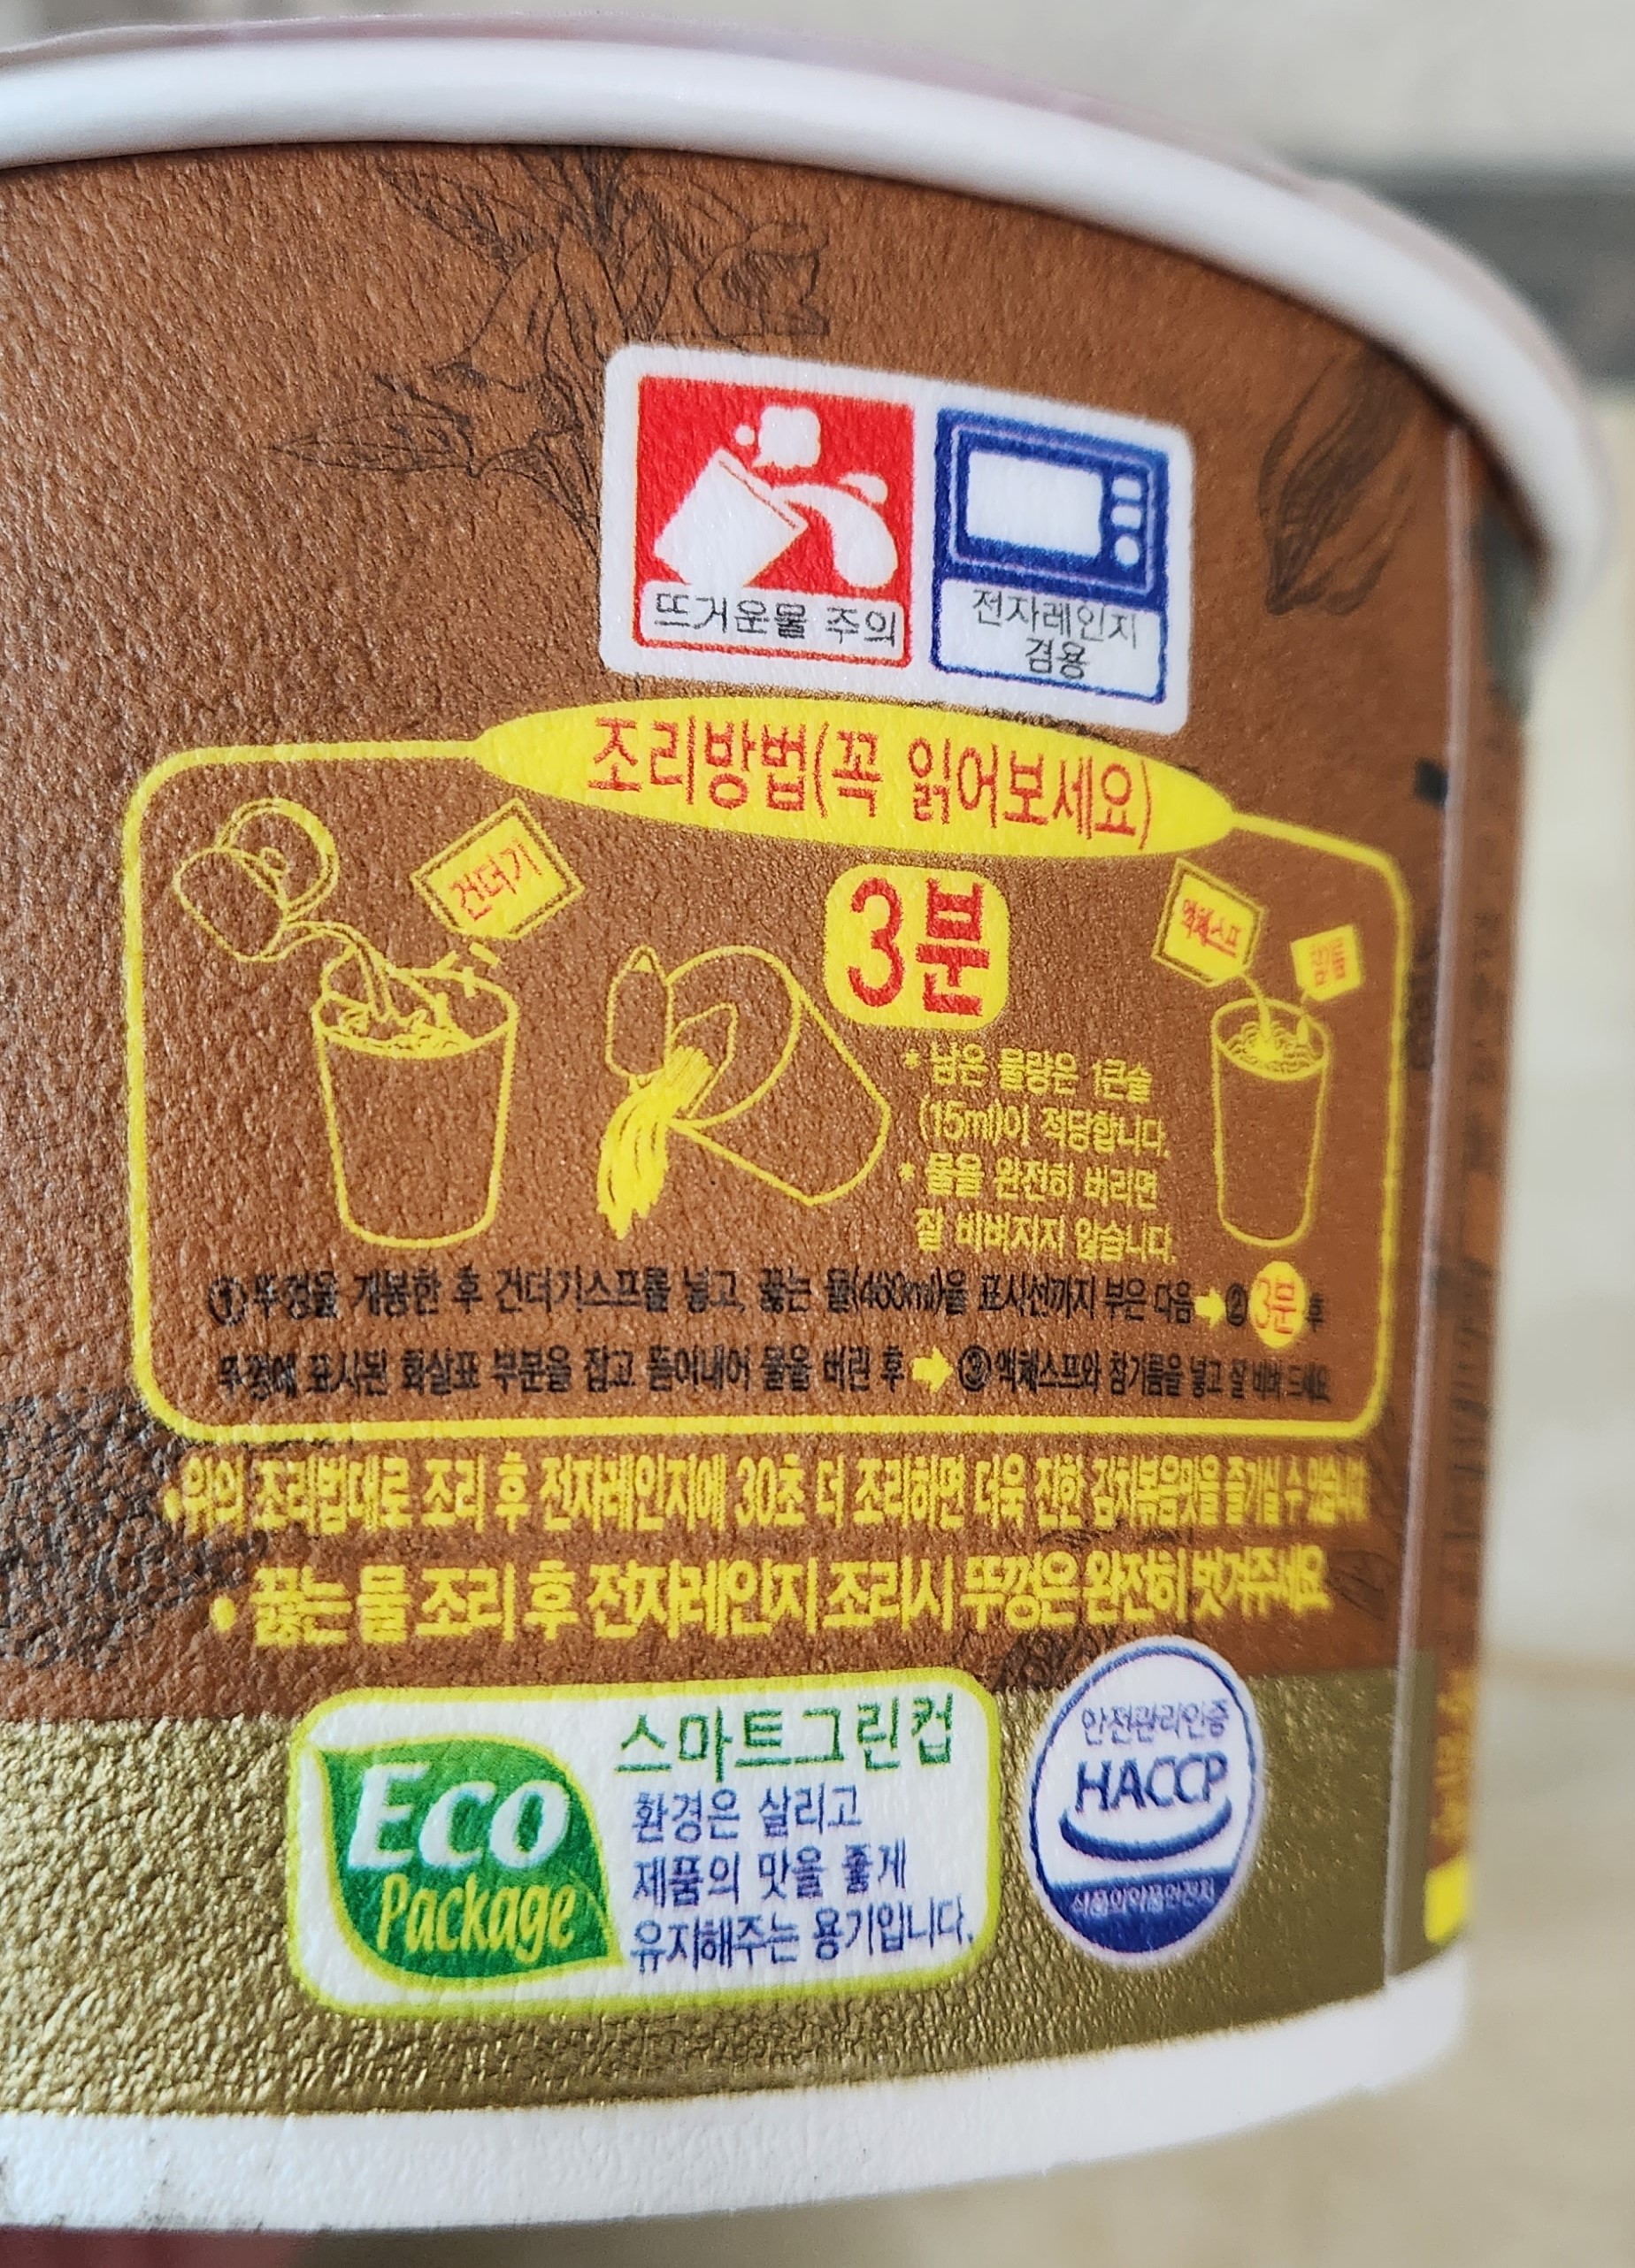 뜨거운물 주의
전자레인지
겸용
조리방법(꼭 읽어보세요)
건더기
3분
액체스프
* 남은 물량은 1큰술
(15ml)이 적당합니다.
* 물을 완전히 버리면
잘 비벼지지 않습니다.
① 뚜껑을 개봉한 후 건더기스프를 넣고, 끓는 물을 표시선까지 부은 다음 ➡ ② 3분 후
뚜껑에 표시된 화살표 부분을 잡고 뜯어내어 물을 버린 후 ➡ ③ 액체스프와 참기름을 넣고 잘 비벼 드세요
• 위의 조리법대로 조리 후 전자레인지에 30초 더 조리하면 더욱 진한 김치볶음맛을 즐기실 수 있습니다
• 끓는 물 조리 후 전자레인지 조리시 뚜껑은 완전히 벗겨주세요
Eco
Package
스마트그린컵
환경은 살리고
제품의 맛을 좋게
유지해주는 용기입니다.
안전관리인증
HACCP
식품의약품안전처